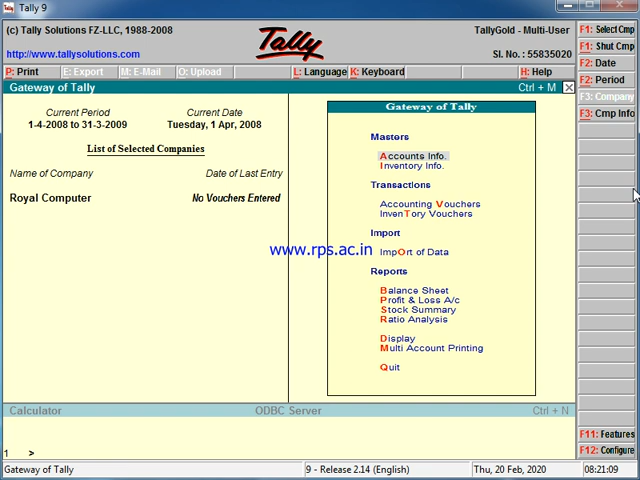 Tally 9
(c) Tally Solutions FZ-LLC, 1988-2008
TallyGold - Multi-User
http://www.tallysolutions.com
Tally
Sl. No. : 55835020
P: Print
E: Export
M: E-Mail
O: Upload
L: Language
K: Keyboard
H: Help
Gateway of Tally
Ctrl + M
Current Period
Current Date
1-4-2008 to 31-3-2009
Tuesday, 1 Apr, 2008
List of Selected Companies
Name of Company
Date of Last Entry
Royal Computer
No Vouchers Entered
Gateway of Tally
Masters
Accounts Info.
Inventory Info.
Transactions
Accounting Vouchers
InvenTory Vouchers
Import
ImpOrt of Data
Reports
Balance Sheet
Profit & Loss A/c
Stock Summary
Ratio Analysis
Display
Multi Account Printing
Quit
www.rps.ac.in
F1: Select Cmp
F1: Shut Cmp
F2: Date
F2: Period
F3: Company
F3: Cmp Info
F11: Features
F12: Configure
Calculator
ODBC Server
Ctrl + N
1 >
Gateway of Tally
9 - Release 2.14 (English)
Thu, 20 Feb, 2020
08:21:09